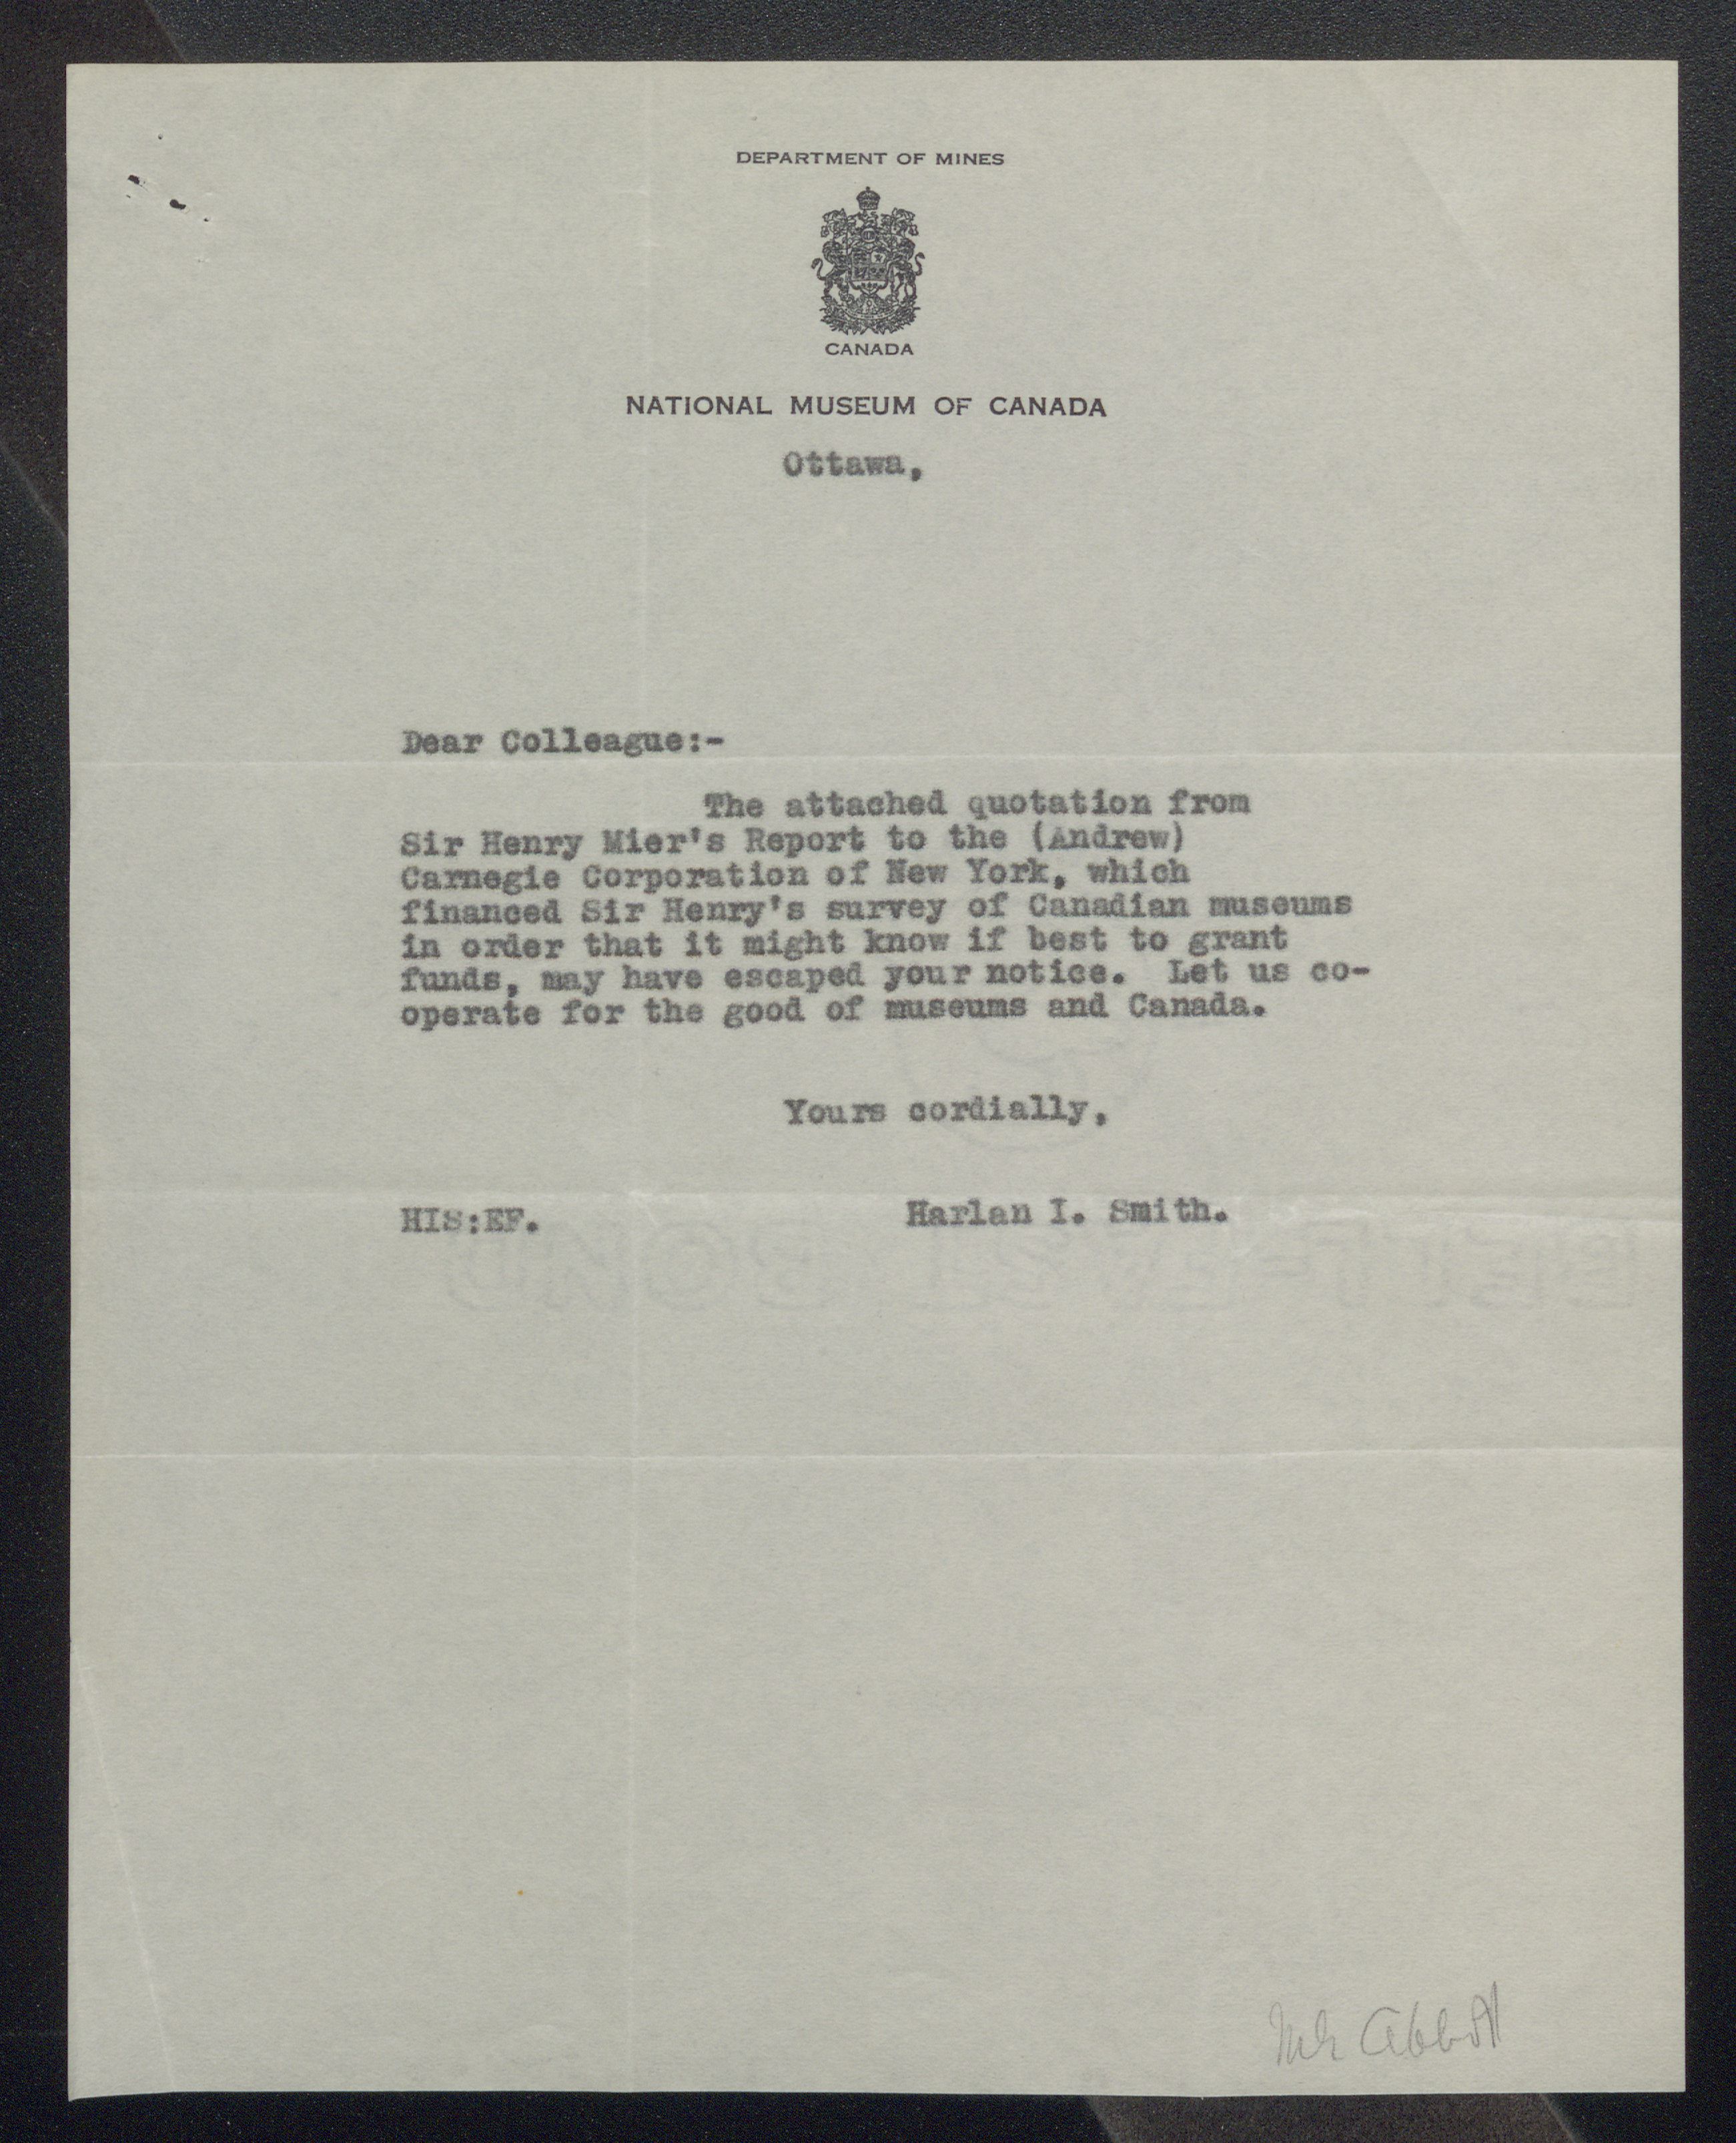 DEPARTMENT OF MINES
CANADA
NATIONAL MUSEUM OF CANADA
Ottawa,
Dear Colleague:-
The attached quotation from
Sir Henry Mier's Report to the (Andrew)
Carnegie Corporation of New York, which
financed Sir Henry's survey of Canadian museums
in order that it might know if best to grant
funds, may have escaped your notice.  Let us co-
operate for the good of museums and Canada.
Yours cordially,
HIS:EF. Harlan I. Smith.
Mr Abbott